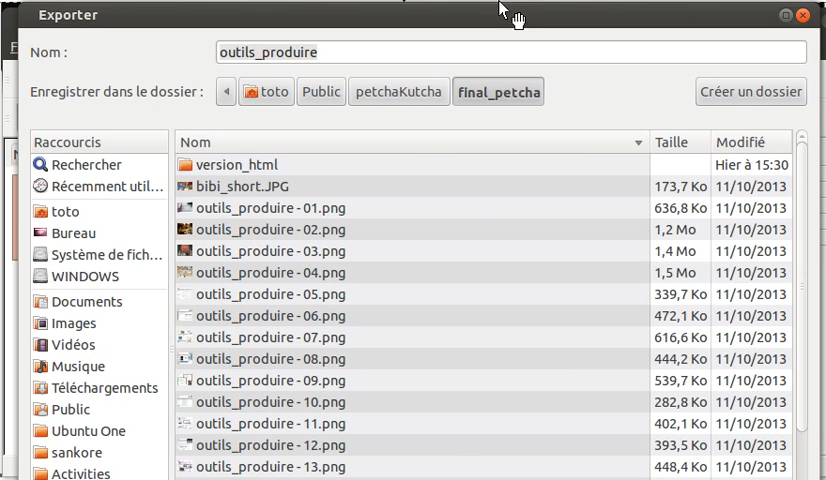 Exporter
Nom : outils_produire
Enregistrer dans le dossier : toto Public petchaKutcha final_petcha Créer un dossier
Raccourcis Nom Taille Modifié
Rechercher version_html Hier à 15:30
Récemment util... bibi_short.JPG 173,7 Ko 11/10/2013
toto outils_produire - 01.png 636,8 Ko 11/10/2013
Bureau outils_produire - 02.png 1,2 Mo 11/10/2013
Système de fich... outils_produire - 03.png 1,4 Mo 11/10/2013
WINDOWS outils_produire - 04.png 1,5 Mo 11/10/2013
Documents outils_produire - 05.png 339,7 Ko 11/10/2013
Images outils_produire - 06.png 472,1 Ko 11/10/2013
Vidéos outils_produire - 07.png 616,6 Ko 11/10/2013
Musique outils_produire - 08.png 444,2 Ko 11/10/2013
Téléchargements outils_produire - 09.png 539,7 Ko 11/10/2013
Public outils_produire - 10.png 282,8 Ko 11/10/2013
Ubuntu One outils_produire - 11.png 402,1 Ko 11/10/2013
sankore outils_produire - 12.png 393,5 Ko 11/10/2013
Activities outils_produire - 13.png 448,4 Ko 11/10/2013